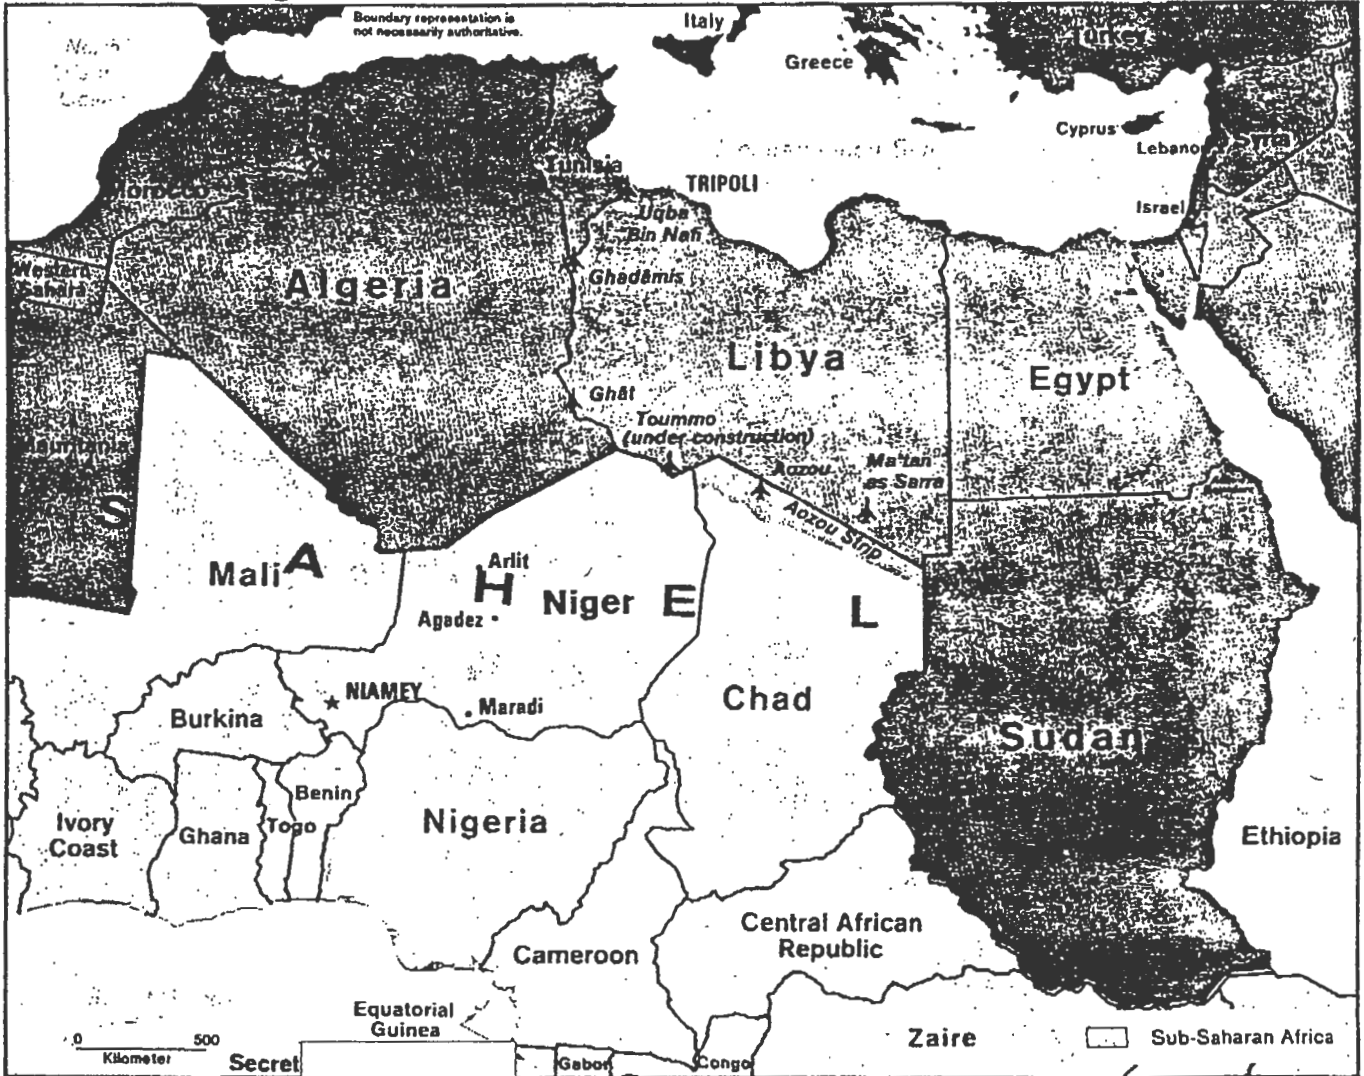 Boundary representation is
not necessarily authoritative.
Italy
Greece
Turkey
Cyprus
Lebanon
Syria
Israel
Tunisia
TRIPOLI
Morocco
Uqba
Bin Nafi
Western
Sahara
Algeria
Ghadāmis
Libya
Egypt
Ghāt
Toummo
(under construction)
Aozou
Ma'tan
as Sarra
Aozou Strip
S
A
H
E
L
Mali
Arlit
Niger
Agadez
Chad
NIAMEY
Maradi
Burkina
Sudan
Benin
Ivory
Coast
Ghana
Togo
Nigeria
Ethiopia
Central African
Republic
Cameroon
Equatorial
Guinea
Zaire
Sub-Saharan Africa
0 500
Kilometer
Secret
Gabon
Congo